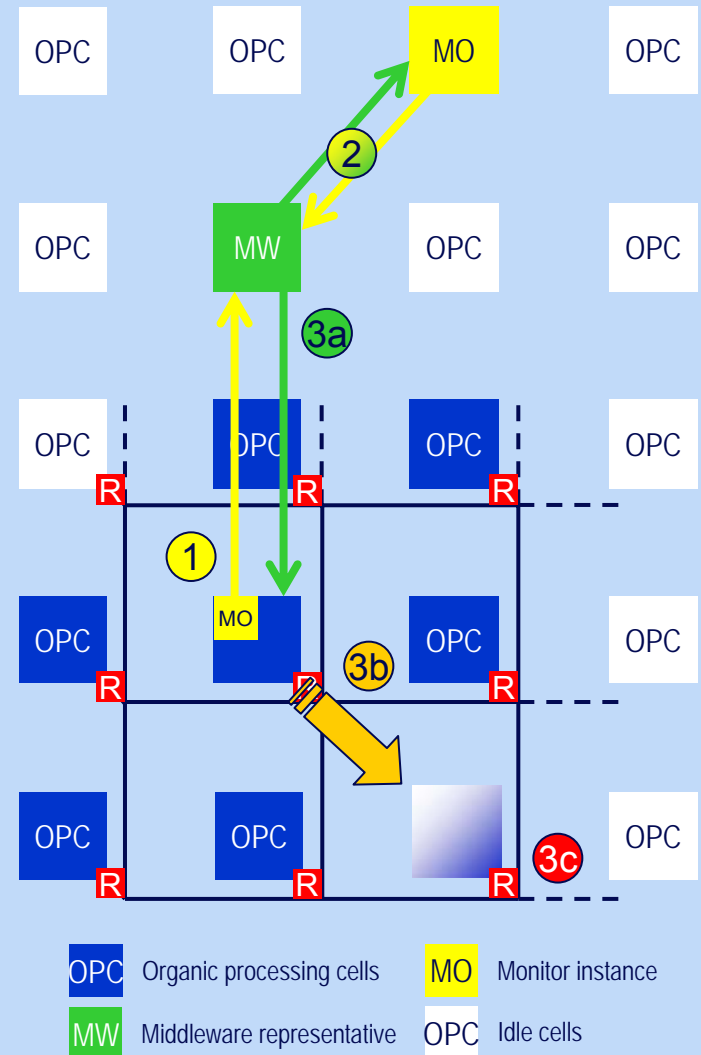 OPC OPC MO OPC
2
OPC MW OPC OPC
3a
OPC OPC OPC OPC
R R R
1
OPC MO OPC OPC
3b
R R R
OPC OPC OPC
3c
R R R
OPC Organic processing cells MO Monitor instance
MW Middleware representative OPC Idle cells